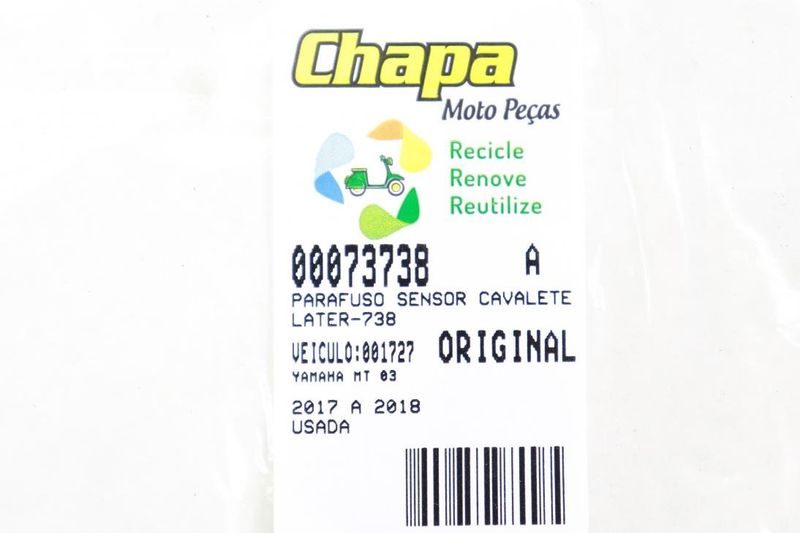 Chapa
Moto Peças
Recicle
Renove
Reutilize
00073738 A
PARAFUSO SENSOR CAVALETE
LATER-738
VEICULO:001727 ORIGINAL
YAMAHA MT 03
2017 A 2018
USADA